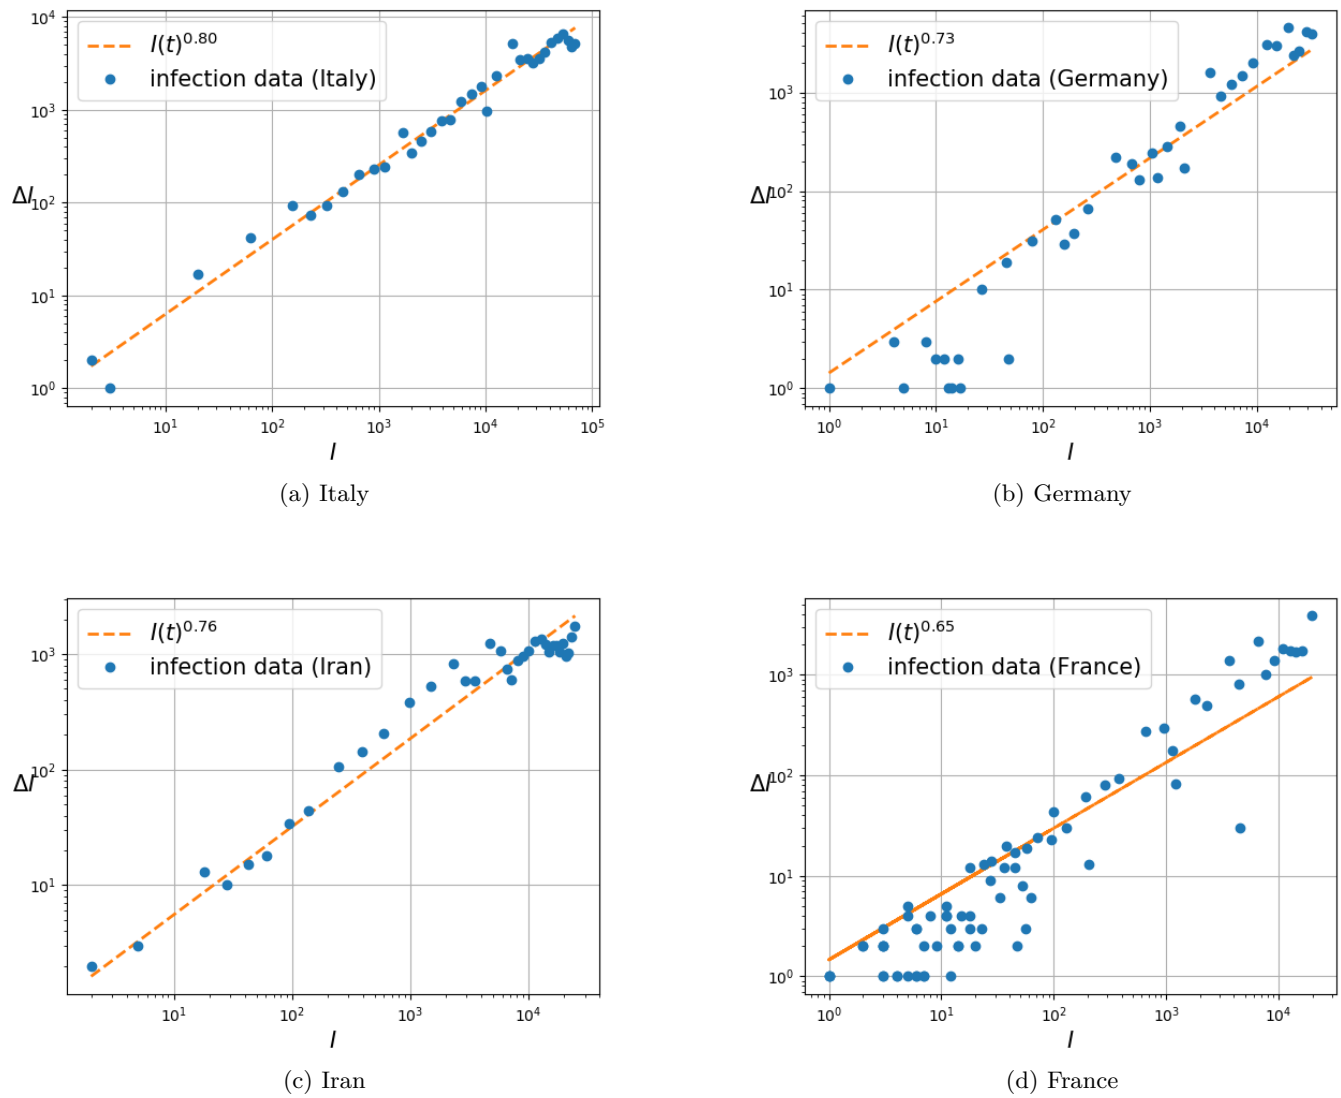 I(t)^0.80
infection data (Italy)
10^4
10^3
10^2
10^1
10^0
ΔI
10^1 10^2 10^3 10^4 10^5
I
(a) Italy
I(t)^0.73
infection data (Germany)
10^3
10^2
10^1
10^0
ΔI
10^0 10^1 10^2 10^3 10^4
I
(b) Germany
I(t)^0.76
infection data (Iran)
10^3
10^2
10^1
ΔI
10^1 10^2 10^3 10^4
I
(c) Iran
I(t)^0.65
infection data (France)
10^3
10^2
10^1
10^0
ΔI
10^0 10^1 10^2 10^3 10^4
I
(d) France